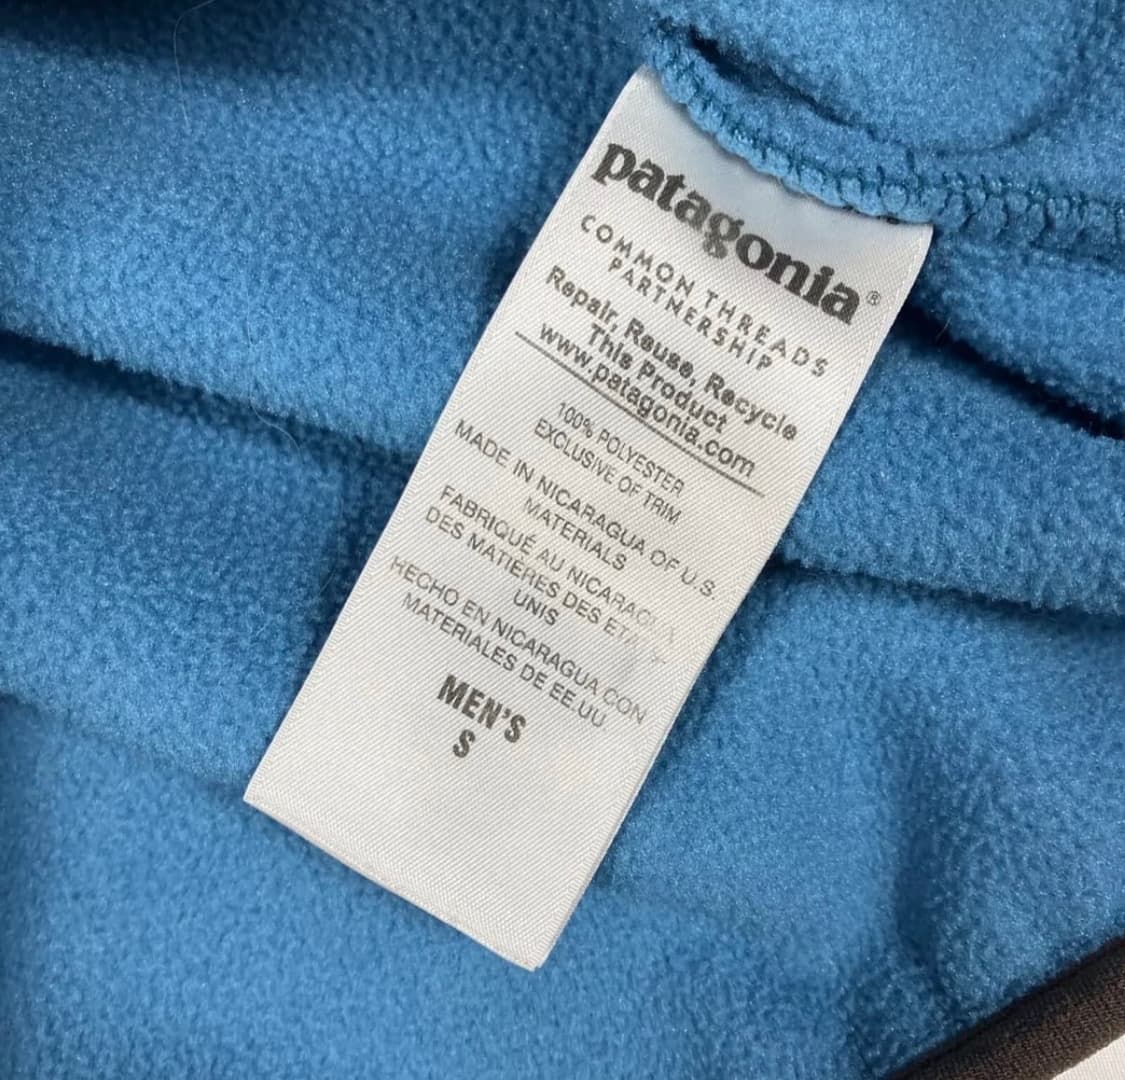 patagonia®
COMMON THREADS
PARTNERSHIP
Repair, Reuse, Recycle
This Product
www.patagonia.com
100% POLYESTER
EXCLUSIVE OF TRIM
MADE IN NICARAGUA OF U.S.
MATERIALS
FABRIQUÉ AU NICARAGUA
DES MATIÈRES DES
UNIS
HECHO EN NICARAGUA CON
MATERIALES DE EE.UU.
MEN'S
S